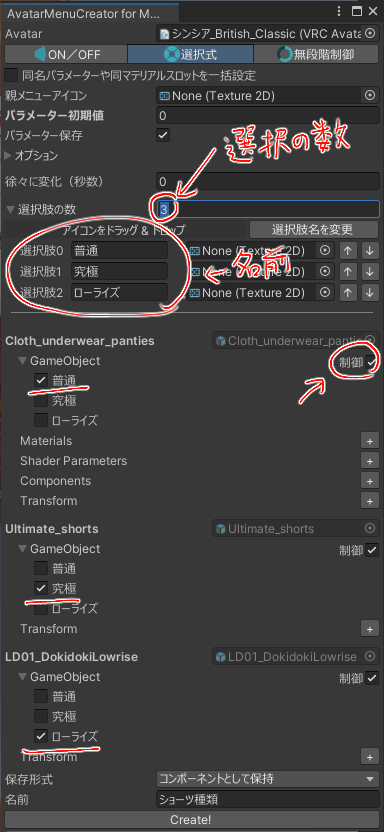 AvatarMenuCreator for M...
Avatar シンシア_British_Classic (VRC Avata
ON／OFF 選択式 無段階制御
同名パラメーターや同マテリアルスロットを一括設定
親メニューアイコン None (Texture 2D)
パラメーター初期値 0
パラメーター保存
オプション
選択の数
徐々に変化（秒数） 0
選択肢の数 3
アイコンをドラッグ＆ドロップ 選択肢名を変更
選択肢0 普通 None (Texture 2D)
選択肢1 究極 None (Texture 2D)
名前
選択肢2 ローライズ None (Texture 2D)
Cloth_underwear_panties Cloth_underwear_pantie
GameObject 制御
普通
究極
ローライズ
Materials +
Shader Parameters +
Components +
Transform +
Ultimate_shorts Ultimate_shorts
GameObject 制御
普通
究極
ローライズ
Transform +
LD01_DokidokiLowrise LD01_DokidokiLowrise
GameObject 制御
普通
究極
ローライズ
Transform +
保存形式 コンポーネントとして保持
名前 ショーツ種類
Create!